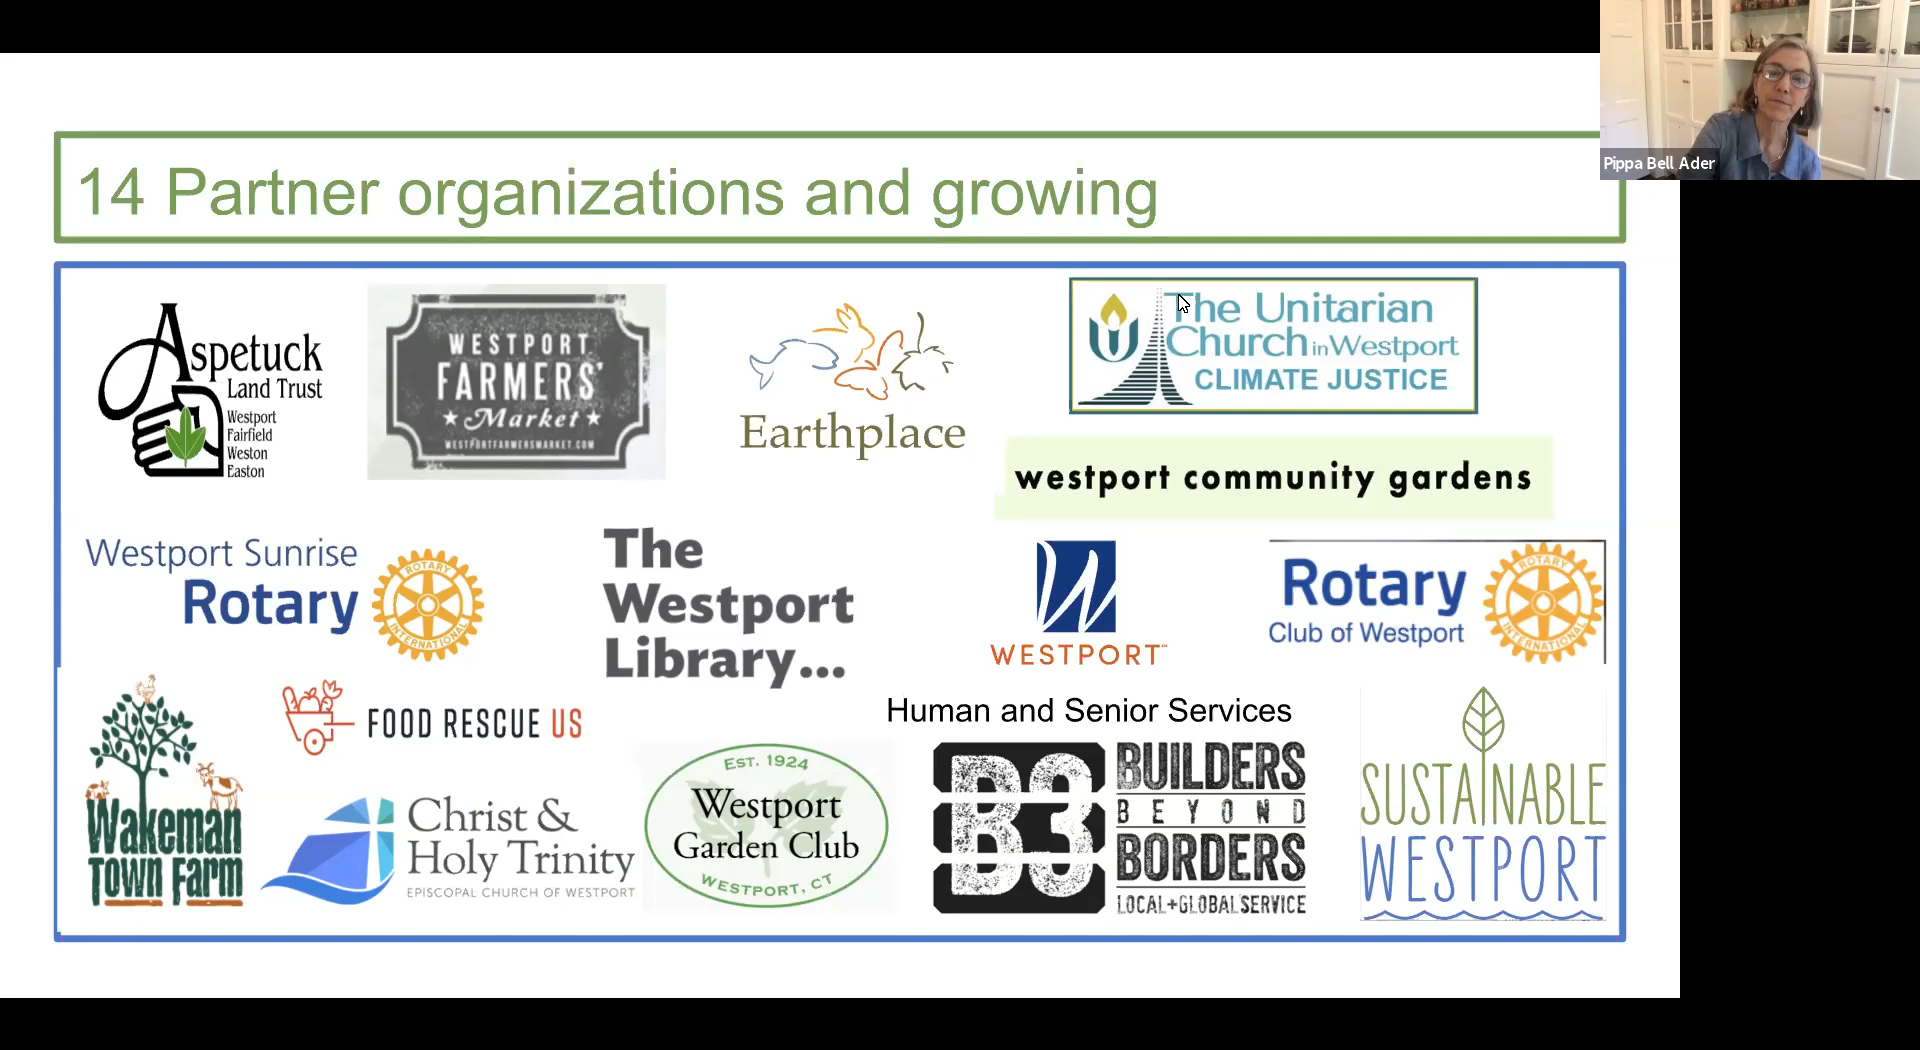 Pippa Bell Ader
14 Partner organizations and growing
Aspetuck
Land Trust
Westport
Fairfield
Weston
Easton
WESTPORT
FARMERS'
Market
WESTPORTFARMERSMARKET.COM
Earthplace
The Unitarian
Church in Westport
CLIMATE JUSTICE
westport community gardens
Westport Sunrise
Rotary
ROTARY
INTERNATIONAL
The
Westport
Library...
W
WESTPORT™
Human and Senior Services
Rotary
Club of Westport
ROTARY
INTERNATIONAL
Wakeman
Town Farm
FOOD RESCUE US
Christ &
Holy Trinity
EPISCOPAL CHURCH OF WESTPORT
EST. 1924
Westport
Garden Club
WESTPORT, CT
B3
BUILDERS
BEYOND
BORDERS
LOCAL+GLOBAL SERVICE
SUSTAINABLE
WESTPORT